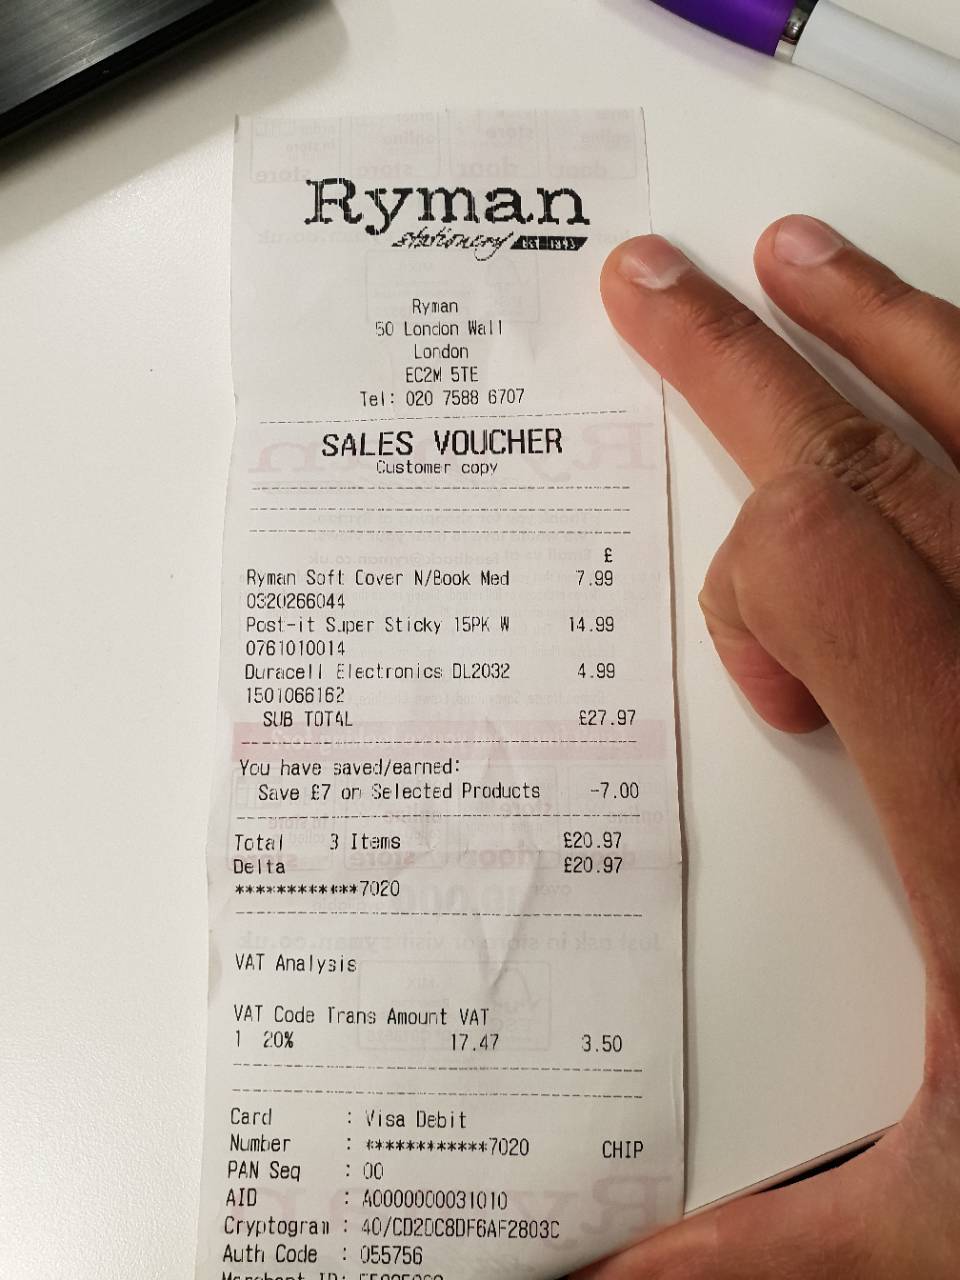 Ryman
stationery EST. 1893
Ryman
50 London Wall
London
EC2M 5TE
Tel: 020 7588 6707
SALES VOUCHER
Customer copy
£
Ryman Soft Cover N/Book Med 7.99
0320266044
Post-it Super Sticky 15PK W 14.99
0761010014
Duracell Electronics DL2032 4.99
1501066162
SUB TOTAL £27.97
You have saved/earned:
Save £7 on Selected Products -7.00
Total 3 Items £20.97
Delta £20.97
************7020
VAT Analysis
VAT Code Trans Amount VAT
1 20% 17.47 3.50
Card : Visa Debit
Number : ************7020 CHIP
PAN Seq : 00
AID : A0000000031010
Cryptogram : 40/CD2DC8DF6AF2803C
Auth Code : 055756
Merchant ID: